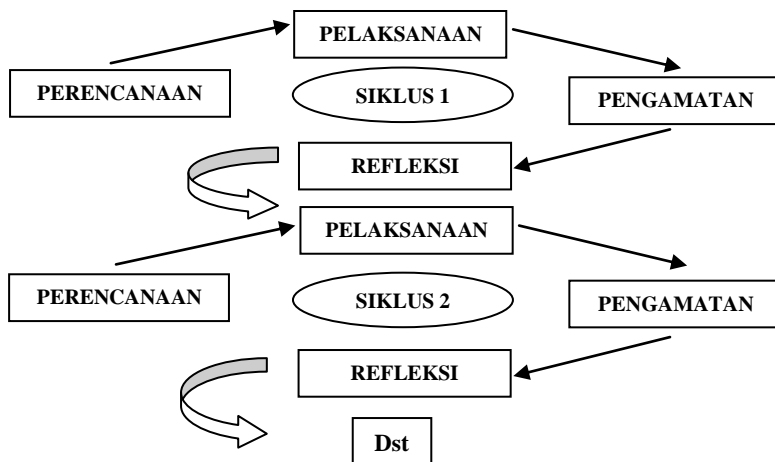 PELAKSANAAN
PERENCANAAN
SIKLUS 1
PENGAMATAN
REFLEKSI
PELAKSANAAN
PERENCANAAN
SIKLUS 2
PENGAMATAN
REFLEKSI
Dst